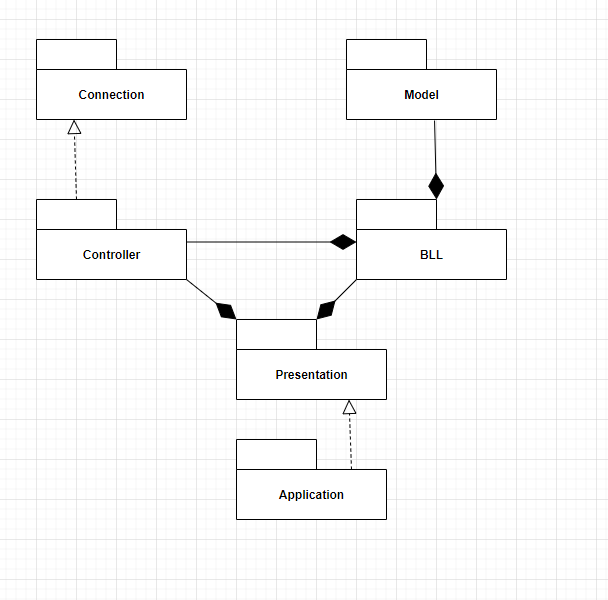 Connection
Model
Controller
BLL
Presentation
Application